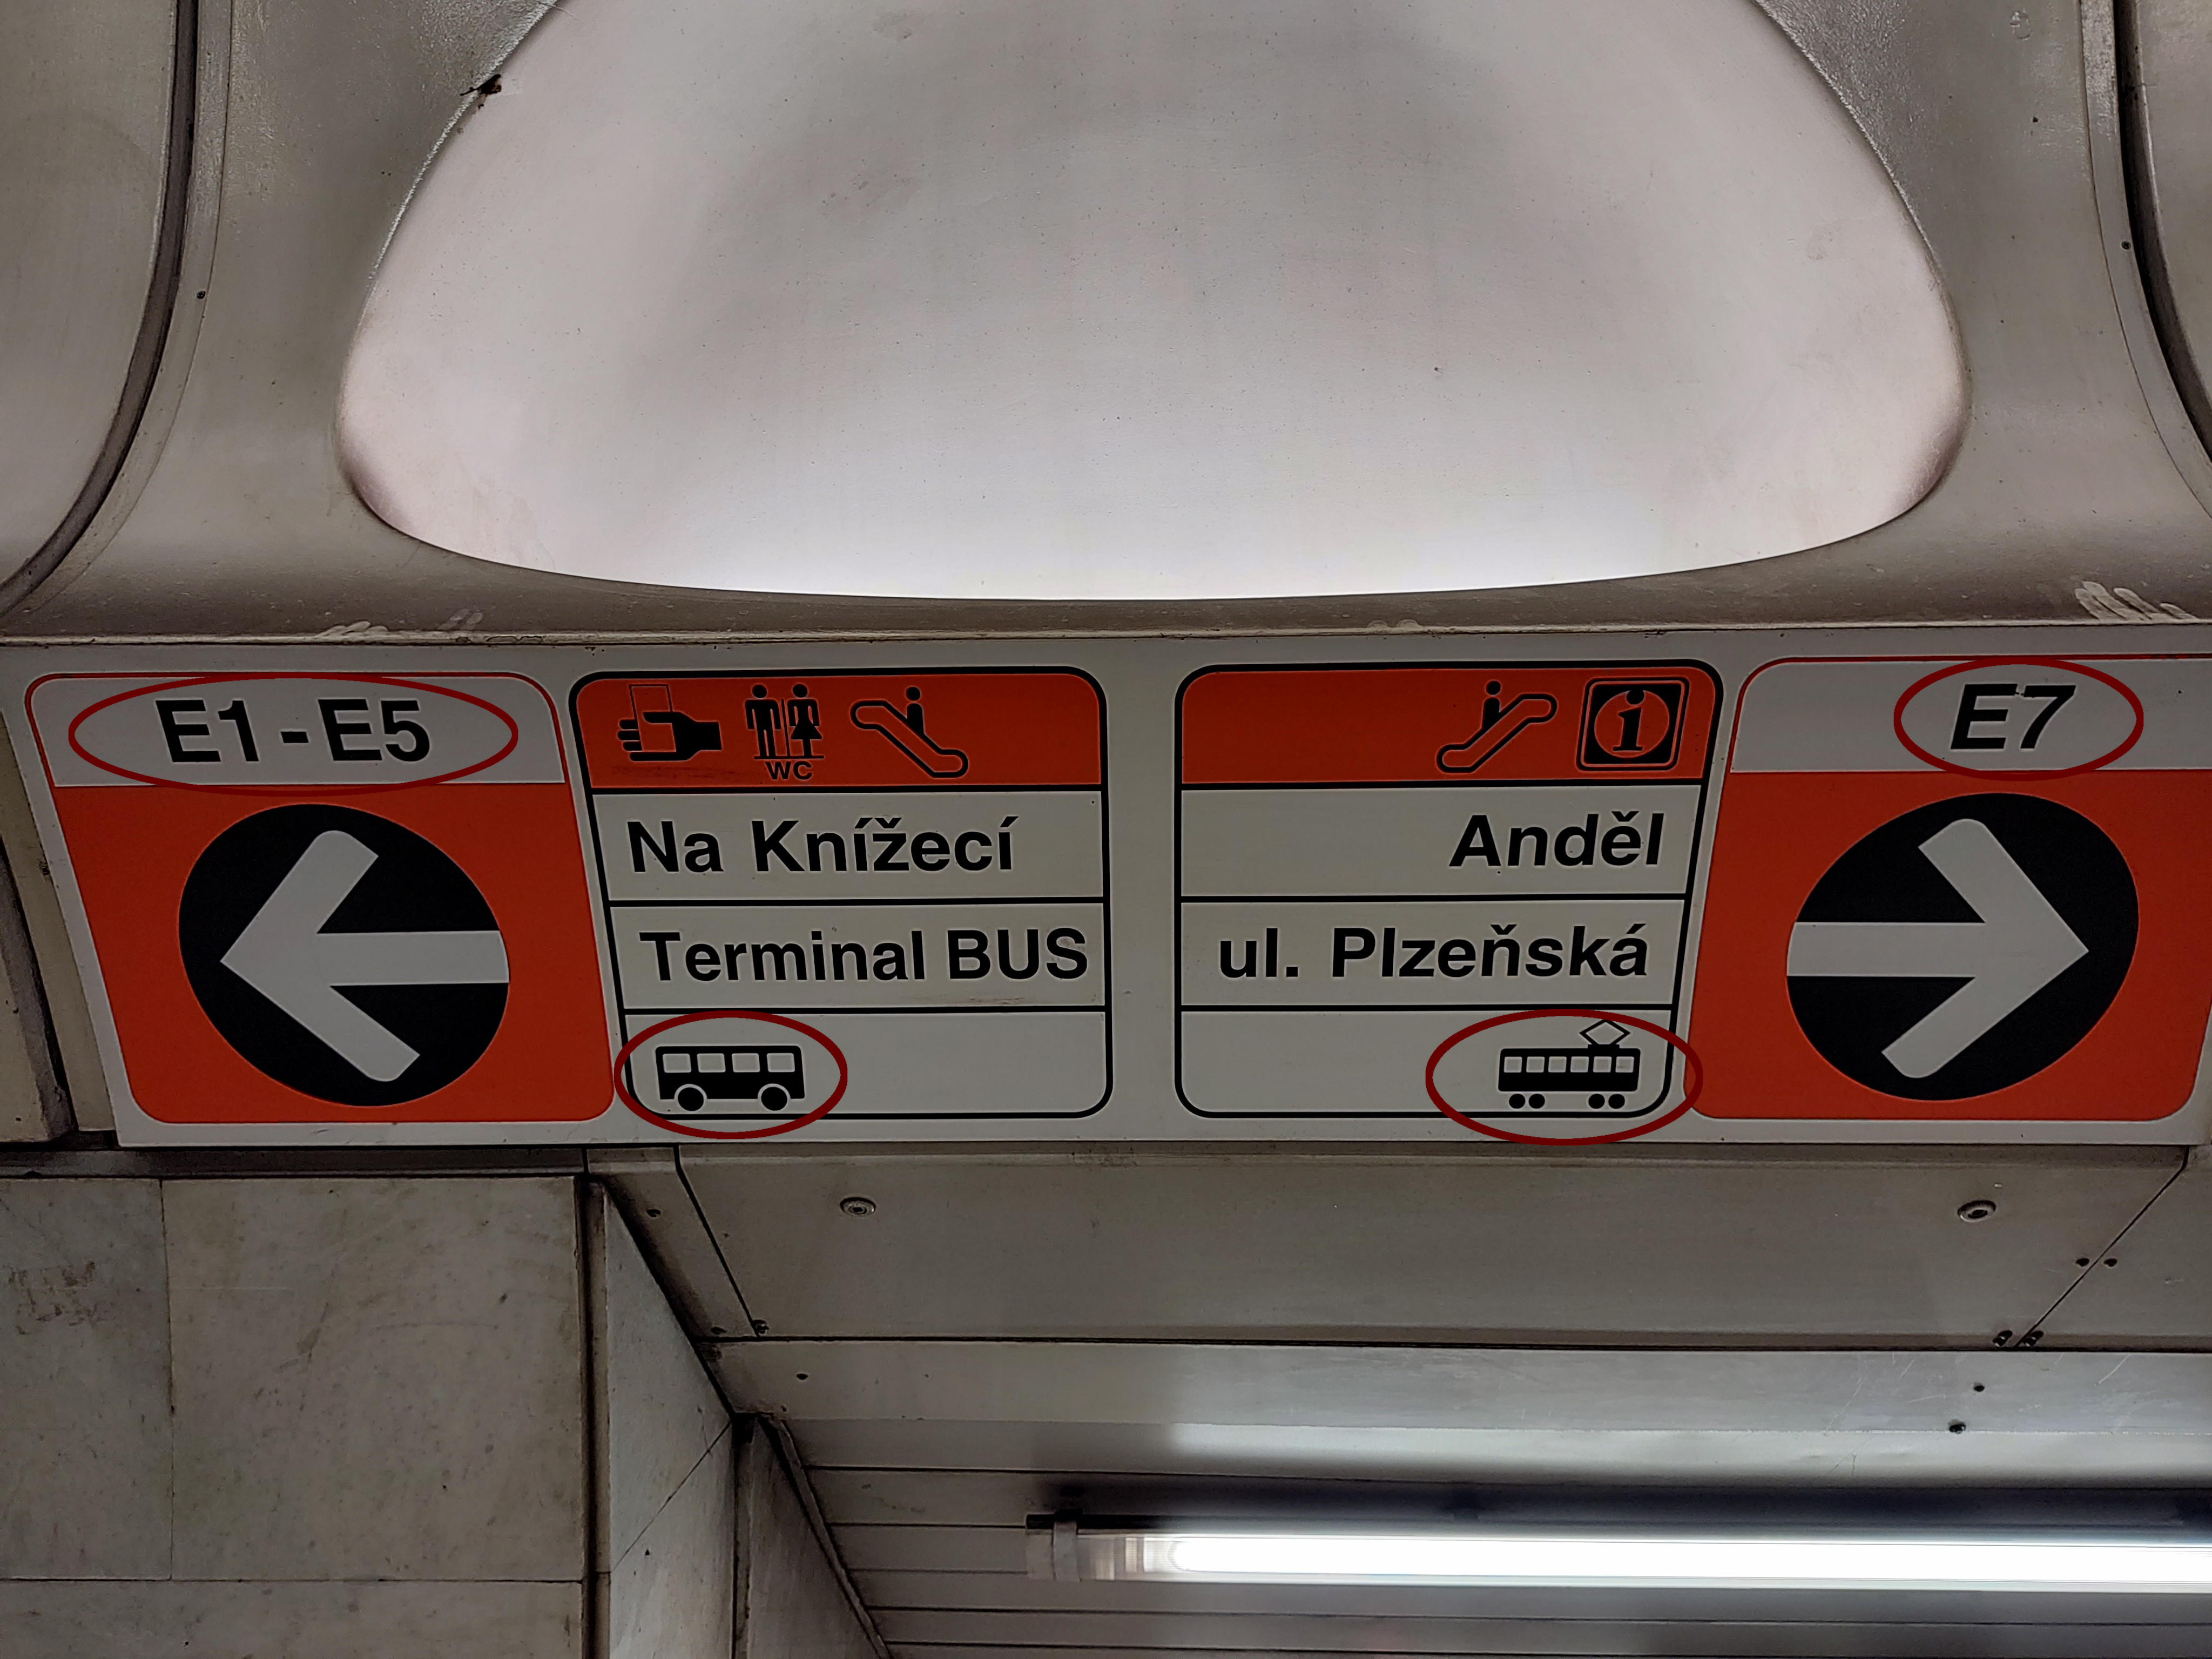 E1 - E5
WC
Na Knížecí
Terminal BUS
i
Anděl
ul. Plzeňská
E7